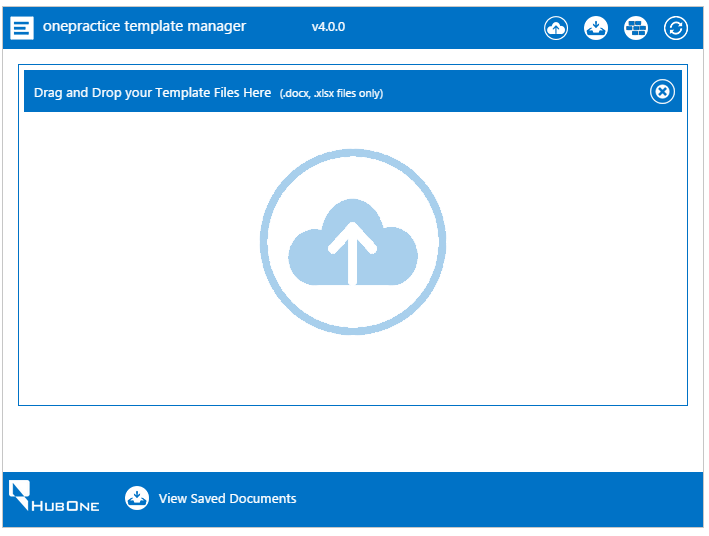 onepractice template manager v4.0.0
Drag and Drop your Template Files Here (.docx, .xlsx files only)
HUBONE View Saved Documents